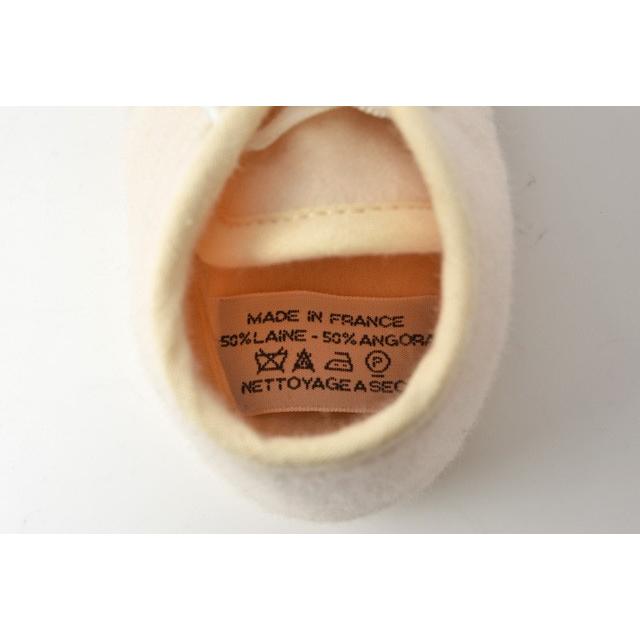 MADE IN FRANCE
50%LAINE - 50%ANGORA
P
NETTOYAGE A SEC